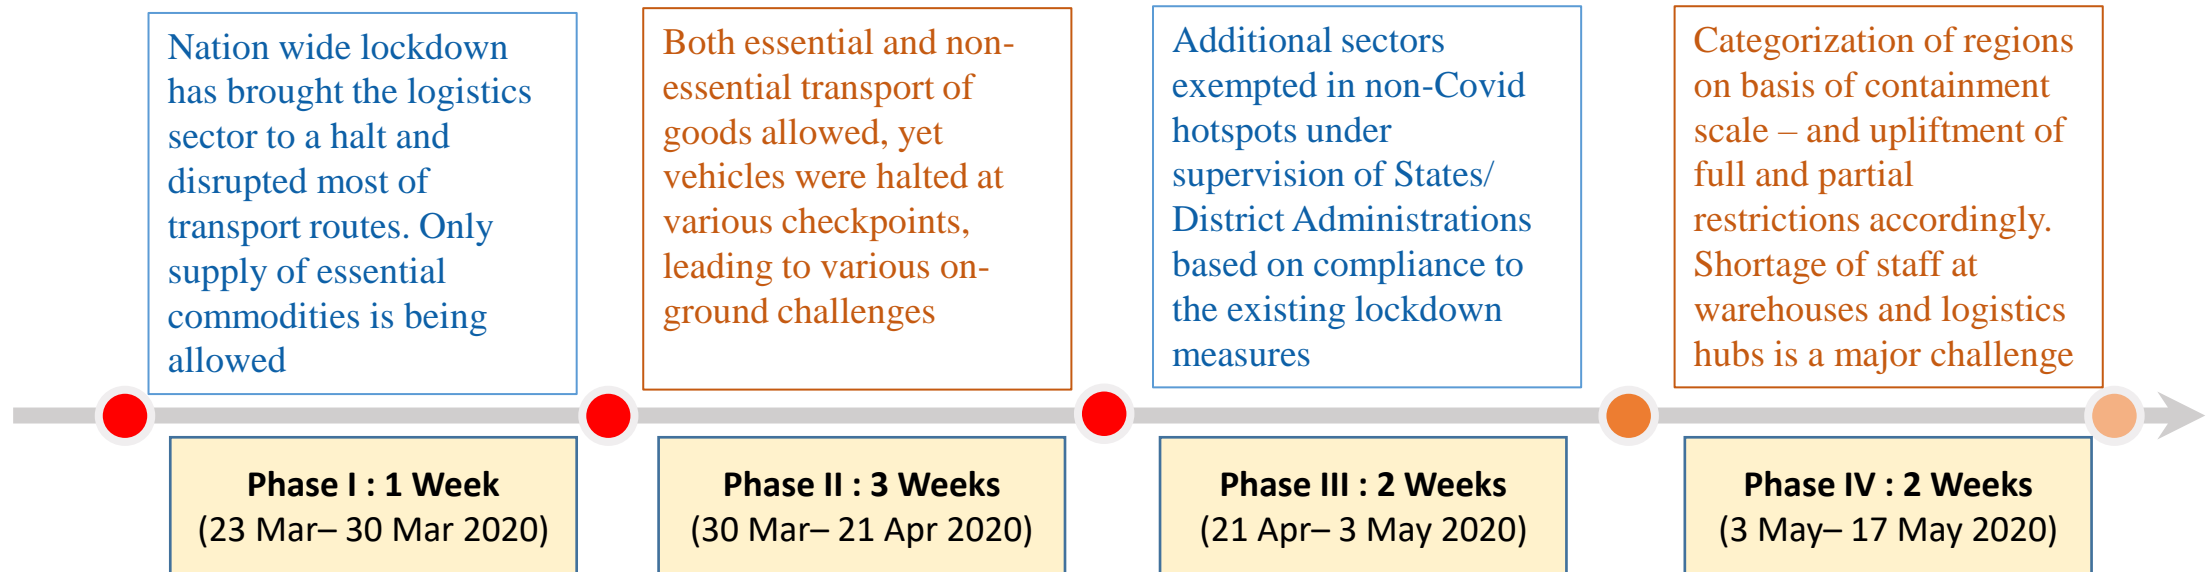 Nation wide lockdown
has brought the logistics
sector to a halt and
disrupted most of
transport routes. Only
supply of essential
commodities is being
allowed
Both essential and non-
essential transport of
goods allowed, yet
vehicles were halted at
various checkpoints,
leading to various on-
ground challenges
Additional sectors
exempted in non-Covid
hotspots under
supervision of States/
District Administrations
based on compliance to
the existing lockdown
measures
Categorization of regions
on basis of containment
scale – and upliftment of
full and partial
restrictions accordingly.
Shortage of staff at
warehouses and logistics
hubs is a major challenge
Phase I : 1 Week
(23 Mar– 30 Mar 2020)
Phase II : 3 Weeks
(30 Mar– 21 Apr 2020)
Phase III : 2 Weeks
(21 Apr– 3 May 2020)
Phase IV : 2 Weeks
(3 May– 17 May 2020)